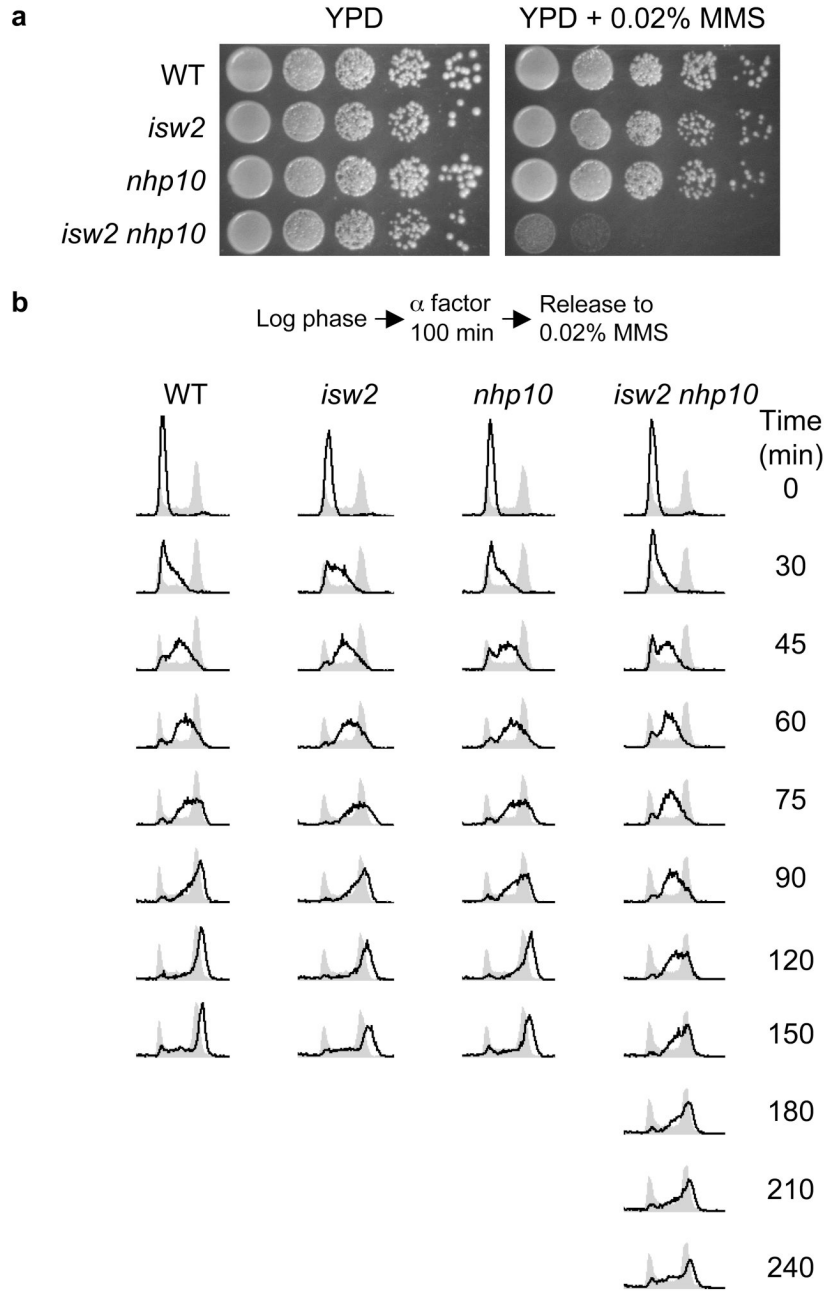 a
YPD
YPD + 0.02% MMS
WT
isw2
nhp10
isw2 nhp10
b
Log phase
α factor
100 min
Release to
0.02% MMS
WT
isw2
nhp10
isw2 nhp10
Time
(min)
0
30
45
60
75
90
120
150
180
210
240